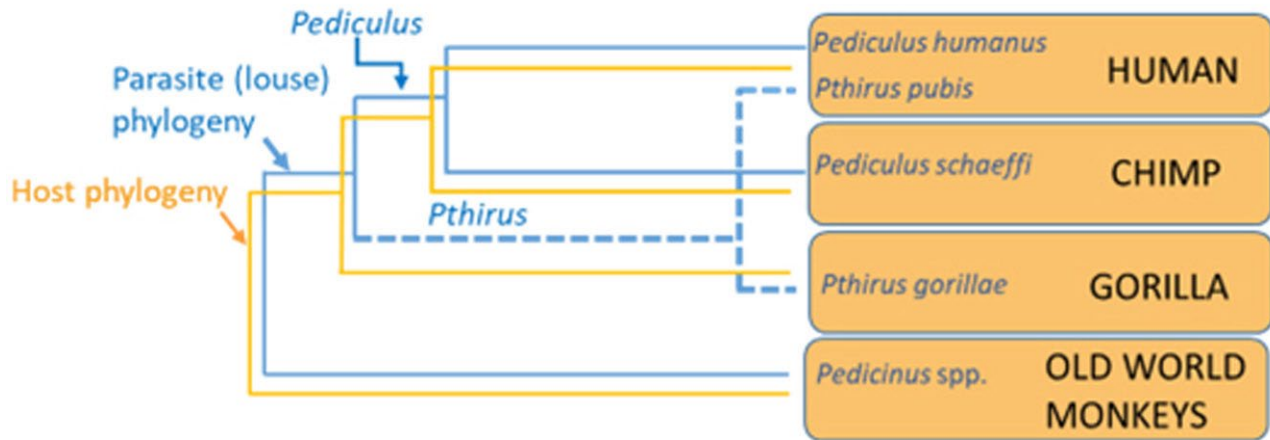 Pediculus
Parasite (louse)
phylogeny
Host phylogeny
Pthirus
Pediculus humanus
Pthirus pubis
HUMAN
Pediculus schaeffi
CHIMP
Pthirus gorillae
GORILLA
Pedicinus spp.
OLD WORLD
MONKEYS